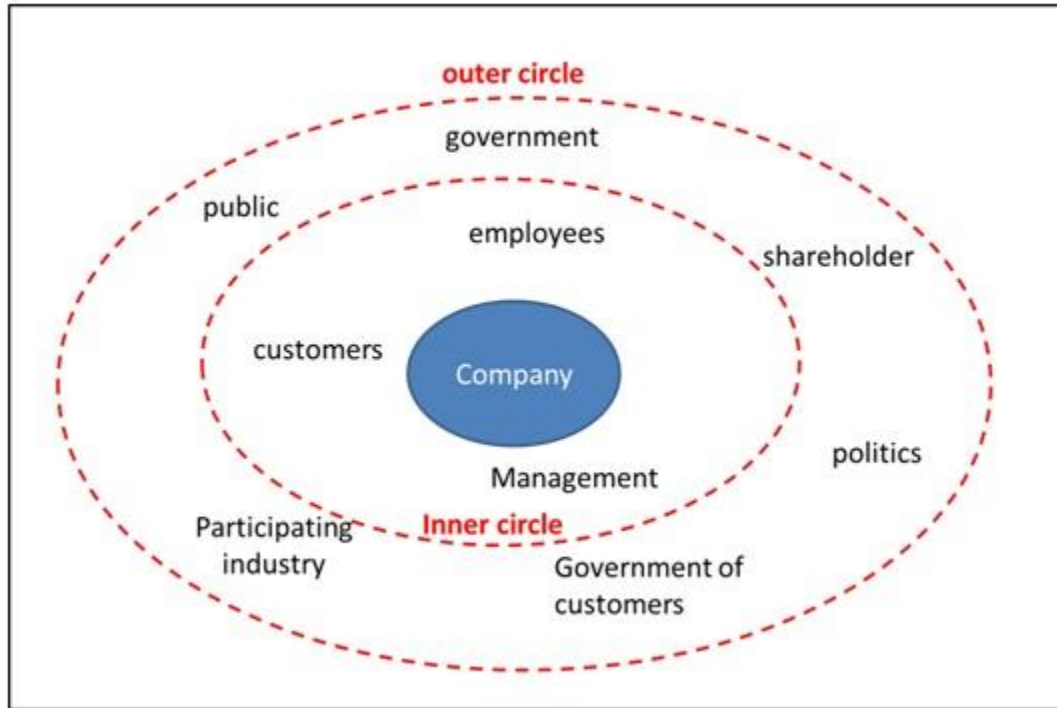 outer circle
government
public
employees
shareholder
customers
Company
politics
Management
Participating
industry
Inner circle
Government of
customers